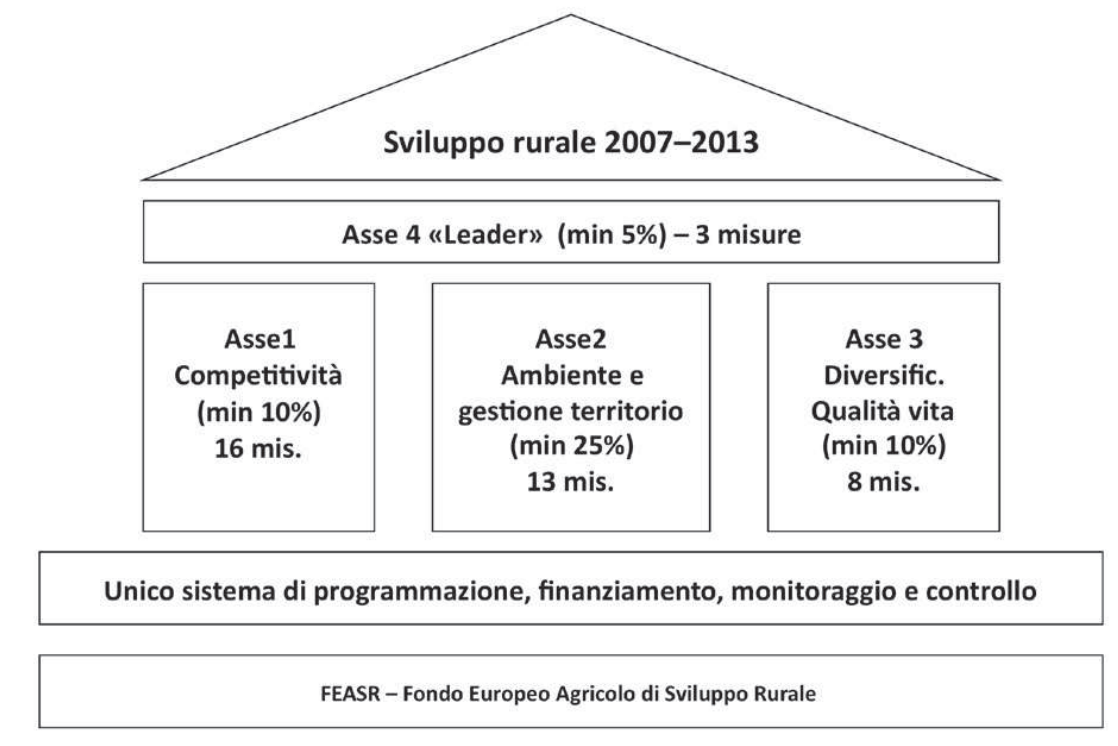 Sviluppo rurale 2007–2013
Asse 4 «Leader» (min 5%) – 3 misure
Asse1
Competitività
(min 10%)
16 mis.
Asse2
Ambiente e
gestione territorio
(min 25%)
13 mis.
Asse 3
Diversific.
Qualità vita
(min 10%)
8 mis.
Unico sistema di programmazione, finanziamento, monitoraggio e controllo
FEASR – Fondo Europeo Agricolo di Sviluppo Rurale